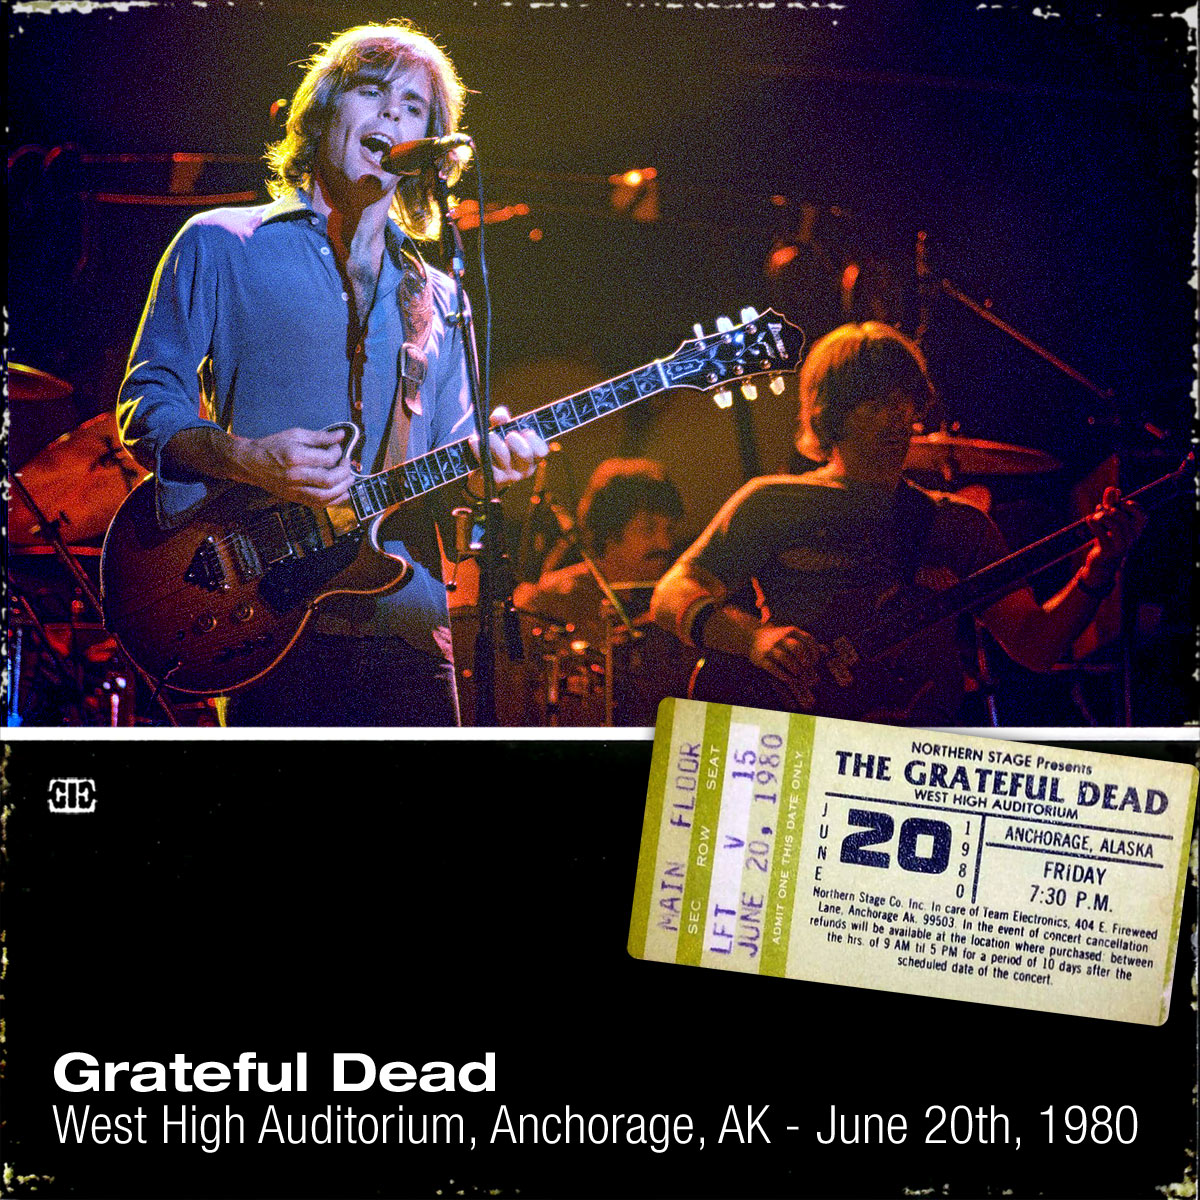 Ibanez
MAIN FLOOR
SEC. ROW SEAT
LFT V 15
JUNE 20, 1980
ADMIT ONE THIS DATE ONLY
NORTHERN STAGE Presents
THE GRATEFUL DEAD
WEST HIGH AUDITORIUM
JUNE
20
1980
ANCHORAGE, ALASKA
FRiDAY
7:30 P.M.
Northern Stage Co. Inc. In care of Team Electronics, 404 E. Fireweed
Lane, Anchorage Ak. 99503. In the event of concert cancellation
refunds will be available at the location where purchased: between
the hrs. of 9 AM til 5 PM for a period of 10 days after the
scheduled date of the concert.
Grateful Dead
West High Auditorium, Anchorage, AK - June 20th, 1980